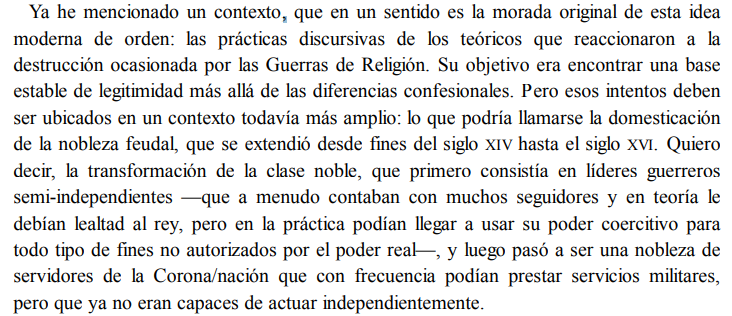 Ya he mencionado un contexto, que en un sentido es la morada original de esta idea
moderna de orden: las prácticas discursivas de los teóricos que reaccionaron a la
destrucción ocasionada por las Guerras de Religión. Su objetivo era encontrar una base
estable de legitimidad más allá de las diferencias confesionales. Pero esos intentos deben
ser ubicados en un contexto todavía más amplio: lo que podría llamarse la domesticación
de la nobleza feudal, que se extendió desde fines del siglo XIV hasta el siglo XVI. Quiero
decir, la transformación de la clase noble, que primero consistía en líderes guerreros
semi-independientes —que a menudo contaban con muchos seguidores y en teoría le
debían lealtad al rey, pero en la práctica podían llegar a usar su poder coercitivo para
todo tipo de fines no autorizados por el poder real—, y luego pasó a ser una nobleza de
servidores de la Corona/nación que con frecuencia podían prestar servicios militares,
pero que ya no eran capaces de actuar independientemente.